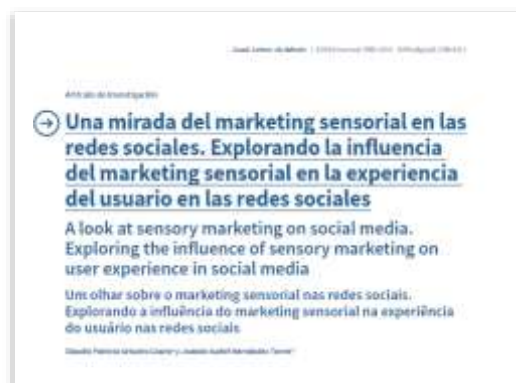 Artículo de investigación
Una mirada del marketing sensorial en las
redes sociales. Explorando la influencia
del marketing sensorial en la experiencia
del usuario en las redes sociales
A look at sensory marketing on social media.
Exploring the influence of sensory marketing on
user experience in social media
Um olhar sobre o marketing sensorial nas redes sociais.
Explorando a influência do marketing sensorial na experiência
do usuário nas redes sociais